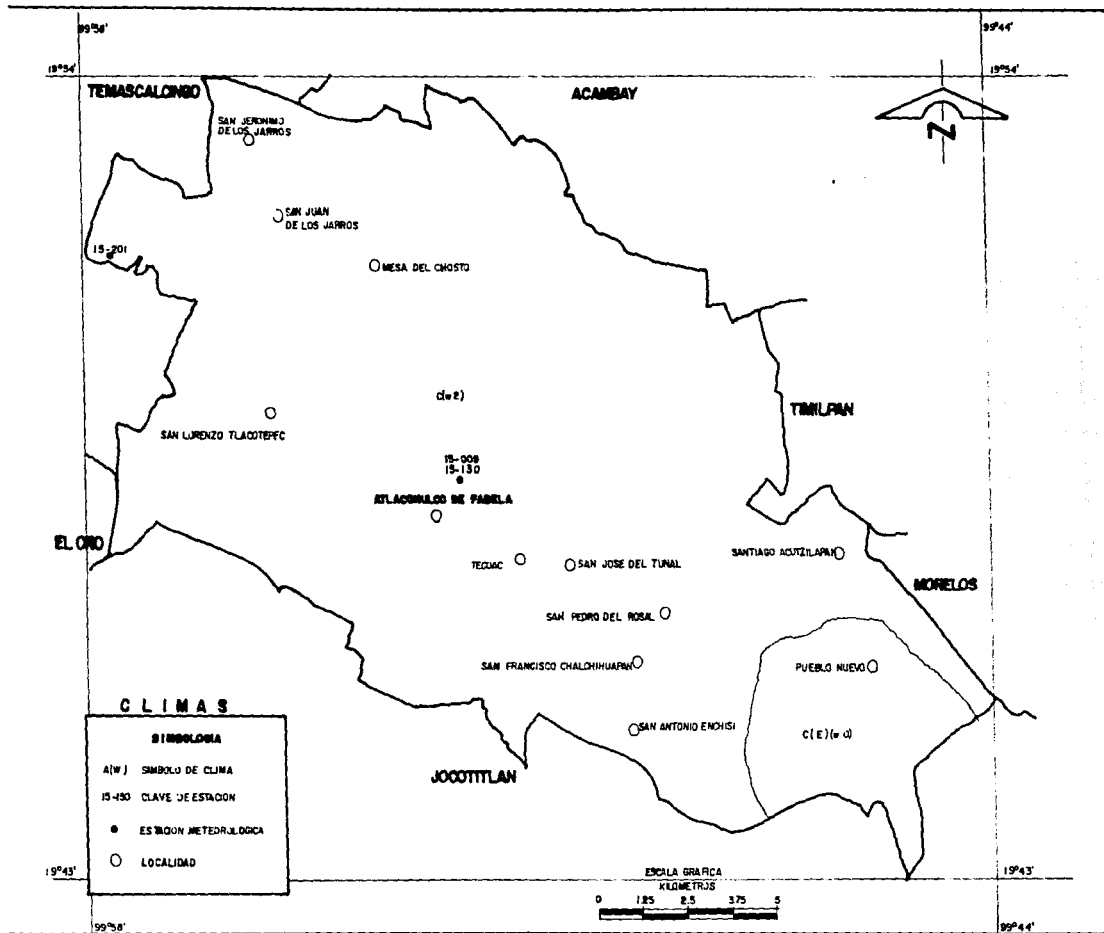 99°58'
99°44'
19°54'
19°54'
TEMASCALCINGO
ACAMBAY
SAN JERONIMO
DE LOS JARROS
N
SAN JUAN
DE LOS JARROS
15-201
MESA DEL CHOSTO
C(w2)
TIMILPAN
SAN LORENZO TLACOTEPEC
15-009
15-130
ATLACOMULCO DE FABELA
EL ORO
TECUAC
SAN JOSE DEL TUNAL
SANTIAGO ACUTZILAPAN
MORELOS
SAN PEDRO DEL ROSAL
SAN FRANCISCO CHALCHIHUAPAN
PUEBLO NUEVO
CLIMAS
SAN ANTONIO ENCHISI
SIMBOLOGIA
A(W) SIMBOLO DE CLIMA
15-130 CLAVE DE ESTACION
ESTACION METEOROLOGICA
LOCALIDAD
JOCOTITLAN
ESCALA GRAFICA
KILOMETROS
0 1.25 2.5 3.75 5
19°43'
19°43'
99°58'
99°44'